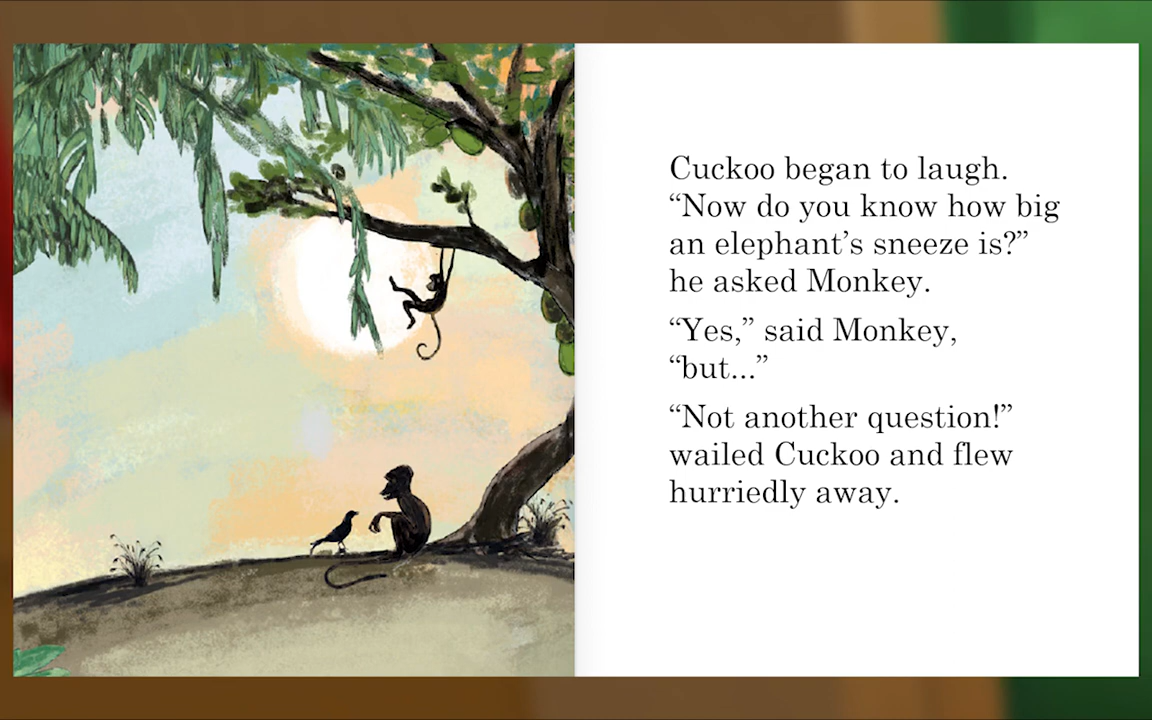 Cuckoo began to laugh.
“Now do you know how big
an elephant’s sneeze is?”
he asked Monkey.
“Yes,” said Monkey,
“but...”
“Not another question!”
wailed Cuckoo and flew
hurriedly away.